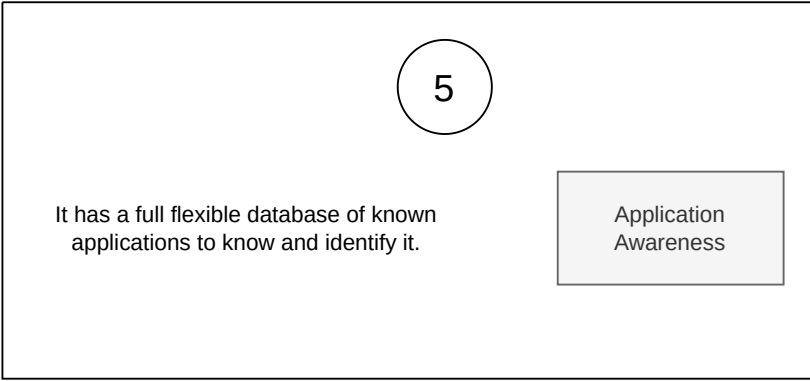 5
It has a full flexible database of known
applications to know and identify it.
Application
Awareness